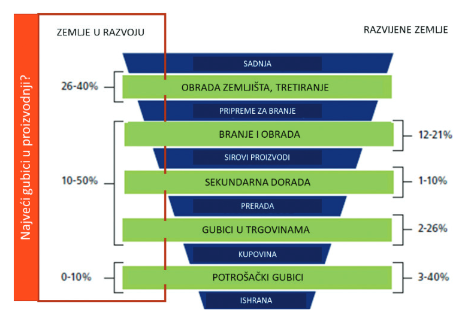 ZEMLJE U RAZVOJU
RAZVIJENE ZEMLJE
Najveći gubici u proizvodnji?
SADNJA
26-40%
OBRADA ZEMLJIŠTA, TRETIRANJE
PRIPREME ZA BRANJE
BRANJE I OBRADA
12-21%
SIROVI PROIZVODI
10-50%
SEKUNDARNA DORADA
1-10%
PRERADA
GUBICI U TRGOVINAMA
2-26%
KUPOVINA
0-10%
POTROŠAČKI GUBICI
3-40%
ISHRANA